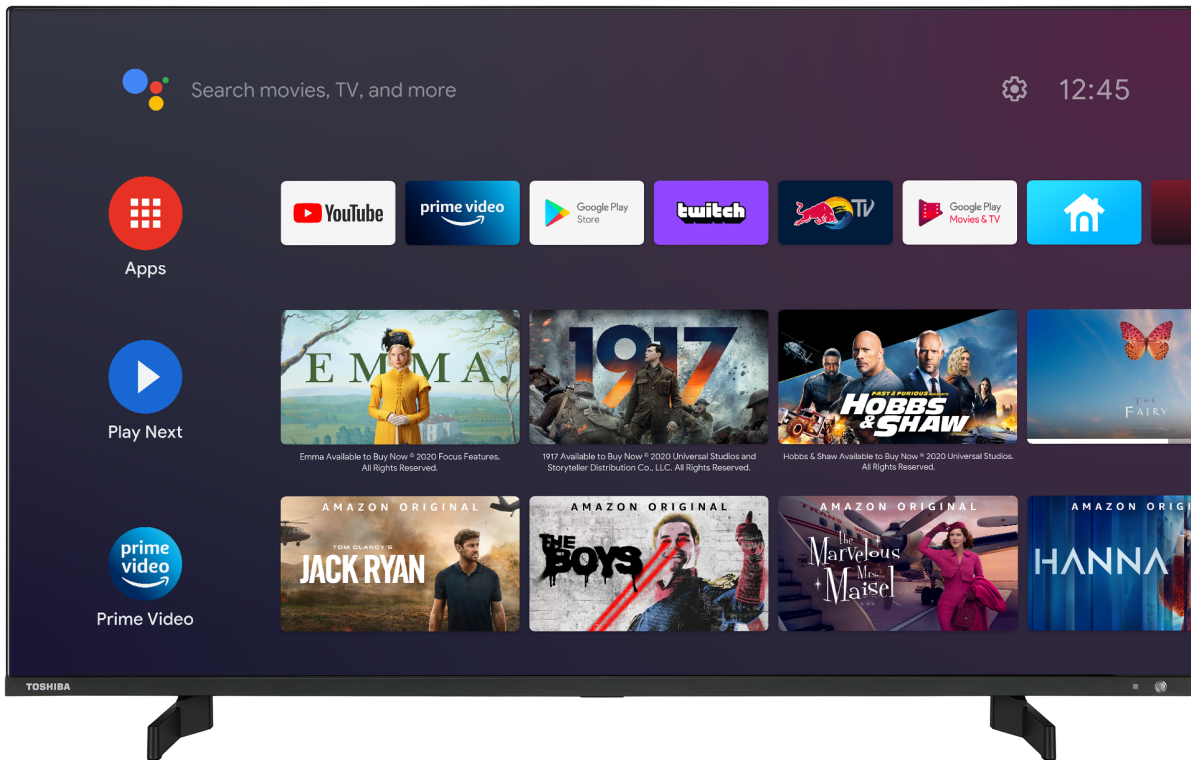 Search movies, TV, and more
12:45
YouTube
prime video
Google Play
Store
twitch
TV
Google Play
Movies & TV
Apps
EMMA.
1917
FAST & FURIOUS PRESENTS
HOBBS
& SHAW
THE
FAIRY
Play Next
Emma Available to Buy Now © 2020 Focus Features.
All Rights Reserved.
1917 Available to Buy Now © 2020 Universal Studios and
Storyteller Distribution Co., LLC. All Rights Reserved.
Hobbs & Shaw Available to Buy Now © 2020 Universal Studios.
All Rights Reserved.
AMAZON ORIGINAL
TOM CLANCY'S
JACK RYAN
AMAZON ORIGINAL
THE
BOYS
AMAZON ORIGINAL
the
Marvelous
Mrs.
Maisel
AMAZON ORIGI
HANNA
prime
video
Prime Video
TOSHIBA